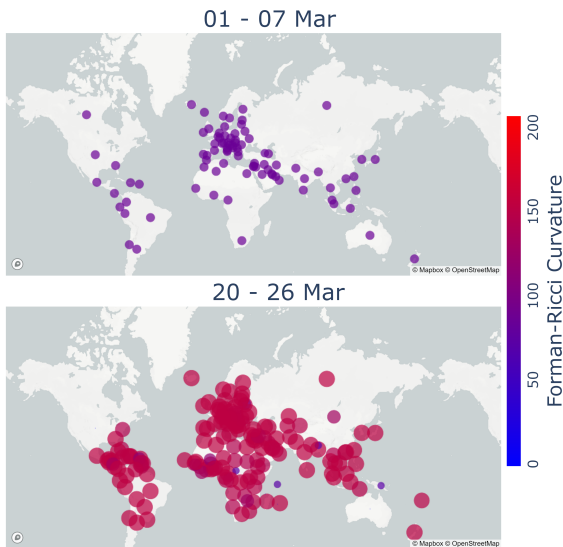 01 - 07 Mar
© Mapbox © OpenStreetMap
20 - 26 Mar
© Mapbox © OpenStreetMap
200
150
100
50
0
Forman-Ricci Curvature